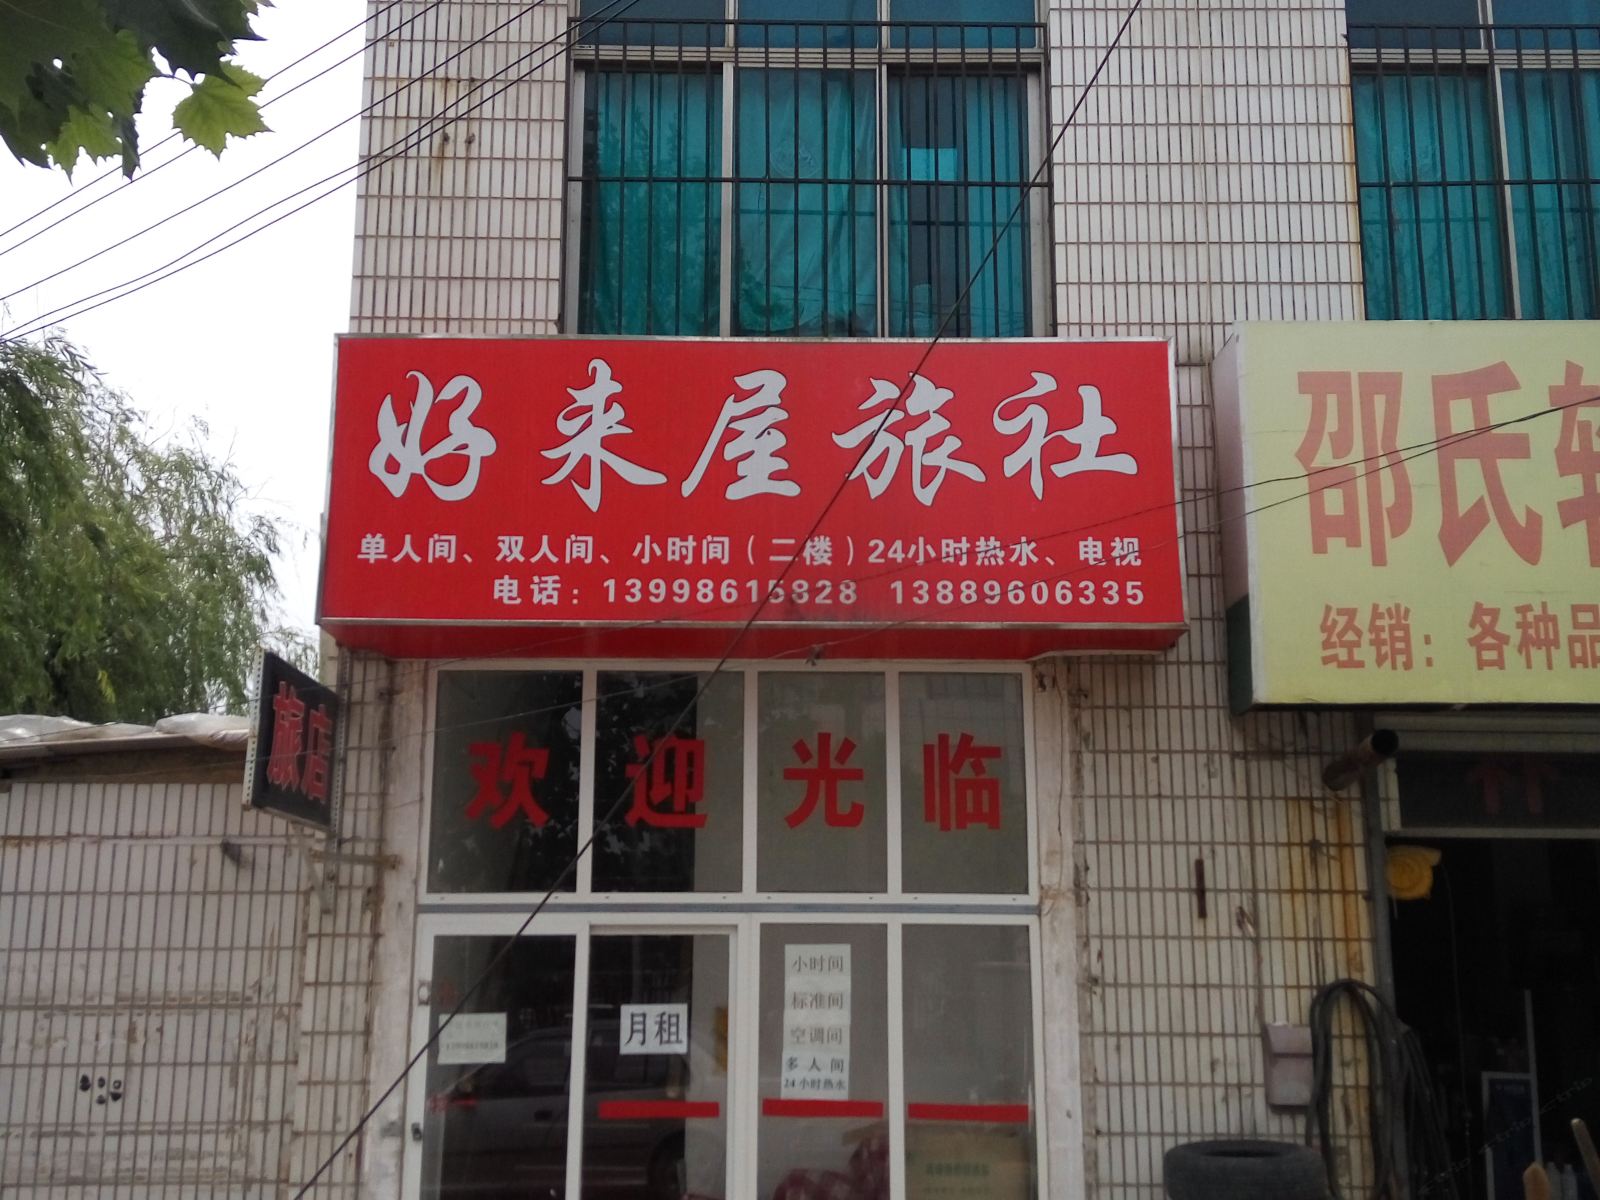 好来屋旅社
单人间、双人间、小时间（二楼）24小时热水、电视
电话：13998615828 13889606335
邵氏
经销：各种品
旅店
欢迎光临
小时间
标准间
空调间
多人间
24小时热水
月租